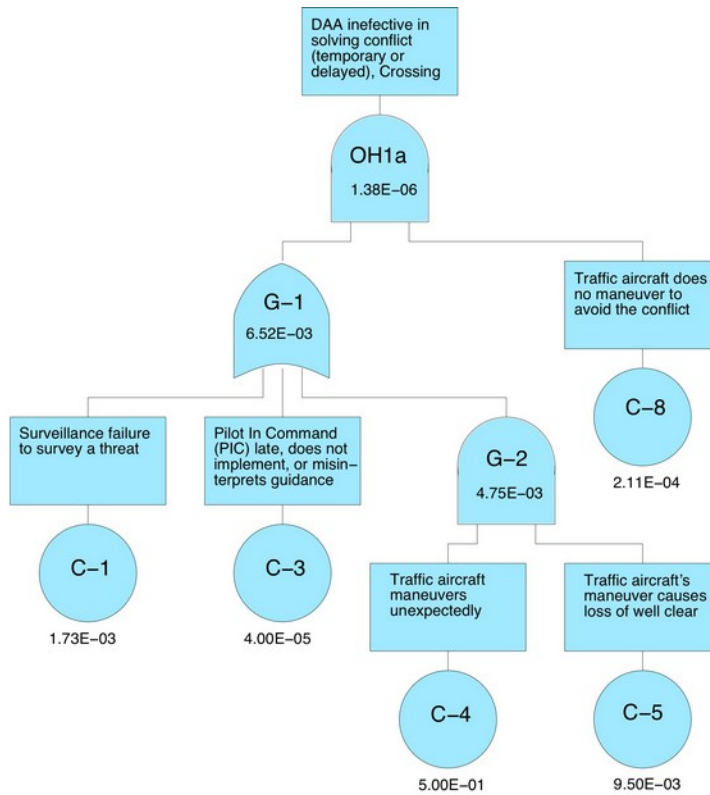 DAA inefective in
solving conflict
(temporary or
delayed), Crossing
OH1a
1.38E−06
G−1
6.52E−03
Traffic aircraft does
no maneuver to
avoid the conflict
C−8
2.11E−04
Surveillance failure
to survey a threat
Pilot In Command
(PIC) late, does not
implement, or misin−
terprets guidance
G−2
4.75E−03
C−1
1.73E−03
C−3
4.00E−05
Traffic aircraft
maneuvers
unexpectedly
Traffic aircraft's
maneuver causes
loss of well clear
C−4
5.00E−01
C−5
9.50E−03